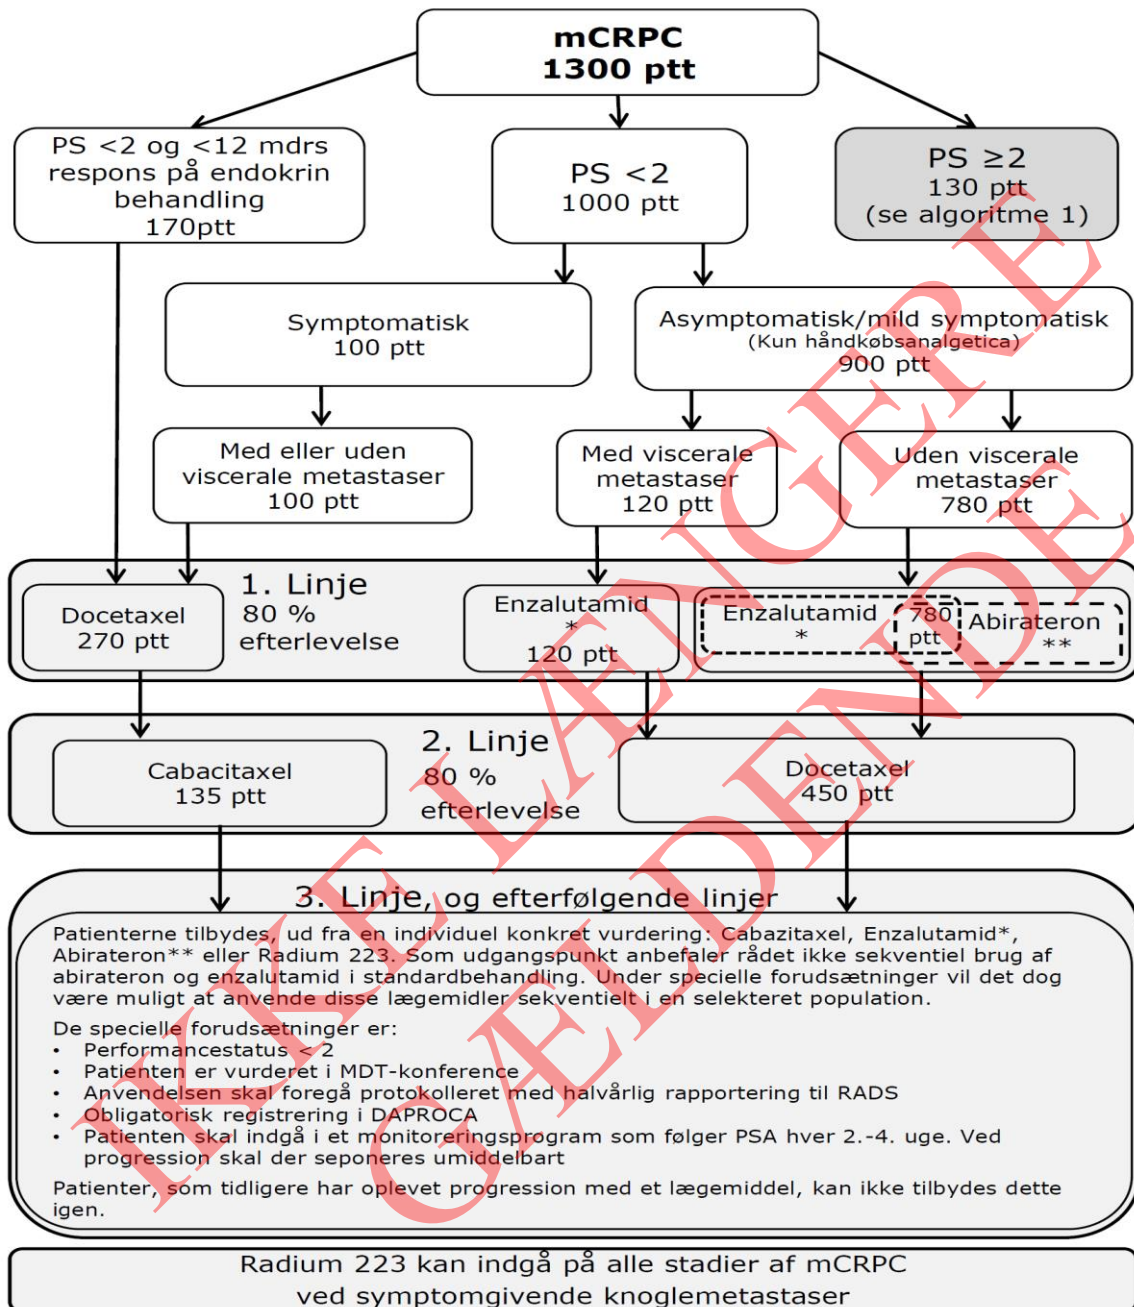 mCRPC
1300 ptt
PS <2 og <12 mdrs
respons på endokrin
behandling
170ptt
PS <2
1000 ptt
PS ≥2
130 ptt
(se algoritme 1)
Symptomatisk
100 ptt
Asymptomatisk/mild symptomatisk
(Kun håndkøbsanalgetica)
900 ptt
Med eller uden
viscerale metastaser
100 ptt
Med viscerale
metastaser
120 ptt
Uden viscerale
metastaser
780 ptt
1. Linje
80 %
efterlevelse
Docetaxel
270 ptt
Enzalutamid
*
120 ptt
Enzalutamid
*
780
ptt
Abirateron
**
2. Linje
80 %
efterlevelse
Cabacitaxel
135 ptt
Docetaxel
450 ptt
3. Linje, og efterfølgende linjer
Patienterne tilbydes, ud fra en individuel konkret vurdering: Cabazitaxel, Enzalutamid*,
Abirateron** eller Radium 223. Som udgangspunkt anbefaler rådet ikke sekventiel brug af
abirateron og enzalutamid i standardbehandling. Under specielle forudsætninger vil det dog
være muligt at anvende disse lægemidler sekventielt i en selekteret population.
De specielle forudsætninger er:
• Performancestatus < 2
• Patienten er vurderet i MDT-konference
• Anvendelsen skal foregå protokolleret med halvårlig rapportering til RADS
• Obligatorisk registrering i DAPROCA
• Patienten skal indgå i et monitoreringsprogram som følger PSA hver 2.-4. uge. Ved
progression skal der seponeres umiddelbart
Patienter, som tidligere har oplevet progression med et lægemiddel, kan ikke tilbydes dette
igen.
Radium 223 kan indgå på alle stadier af mCRPC
ved symptomgivende knoglemetastaser
IKKE LÆNGERE
GÆLDENDE